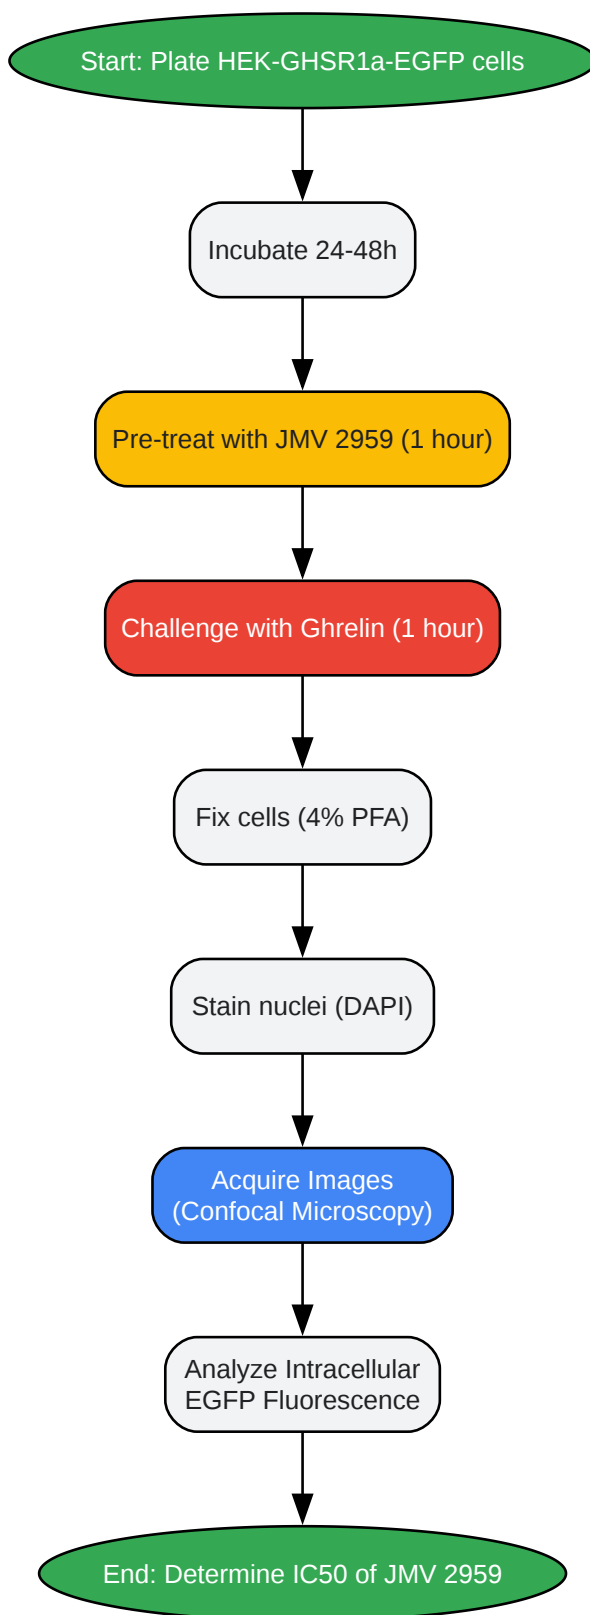 Start: Plate HEK-GHSR1a-EGFP cells
Incubate 24-48h
Pre-treat with JMV 2959 (1 hour)
Challenge with Ghrelin (1 hour)
Fix cells (4% PFA)
Stain nuclei (DAPI)
Acquire Images
(Confocal Microscopy)
Analyze Intracellular
EGFP Fluorescence
End: Determine IC50 of JMV 2959